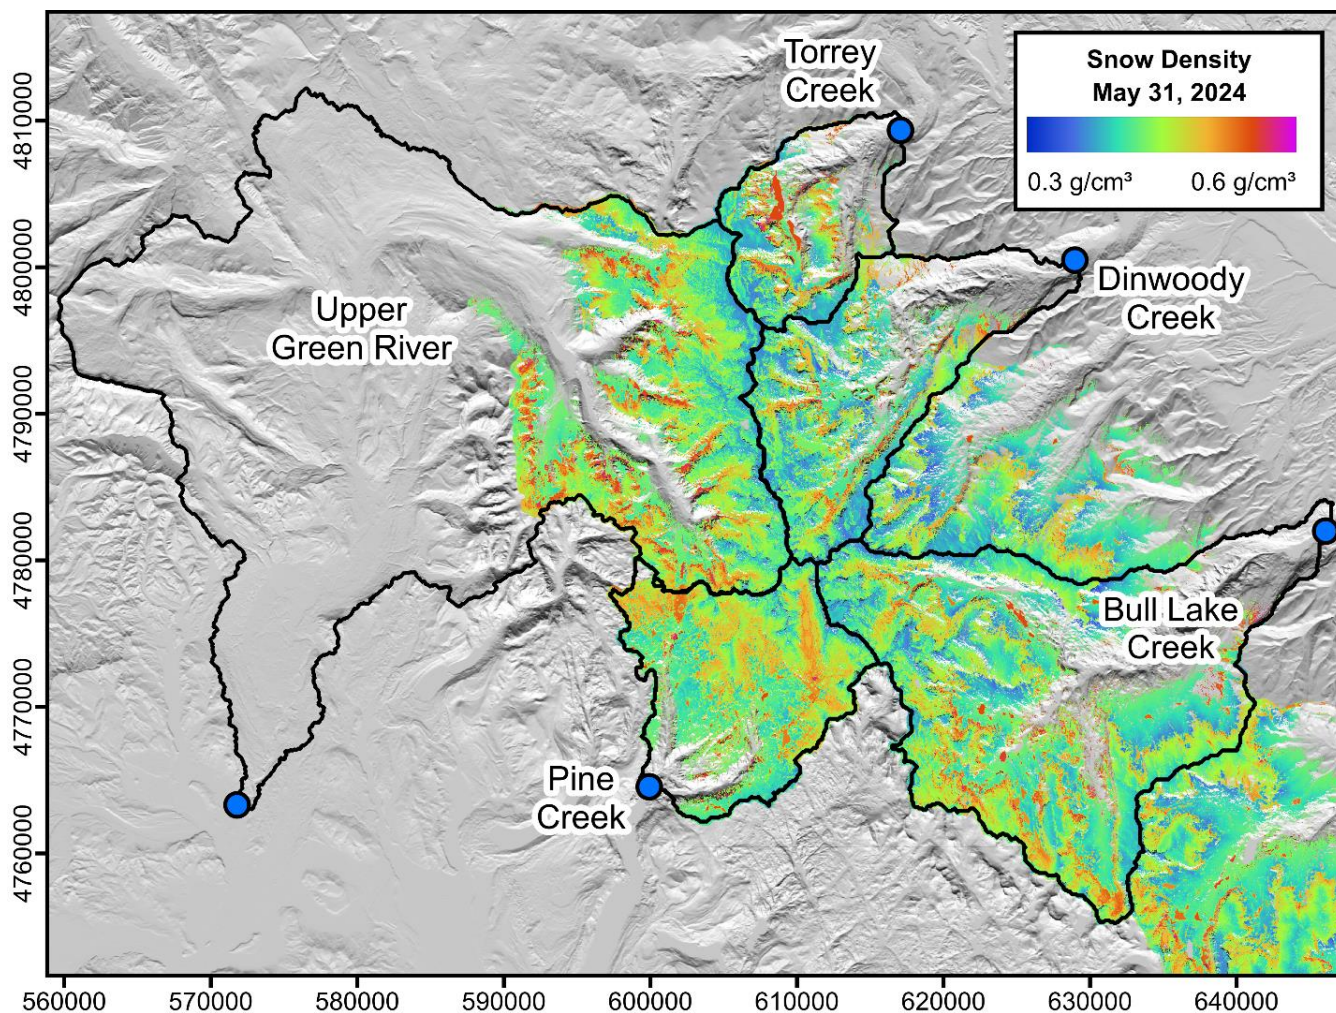 Snow Density
May 31, 2024
0.3 g/cm³ 0.6 g/cm³
Torrey
Creek
Dinwoody
Creek
Upper
Green River
Bull Lake
Creek
Pine
Creek
4810000
4800000
4790000
4780000
4770000
4760000
560000 570000 580000 590000 600000 610000 620000 630000 640000